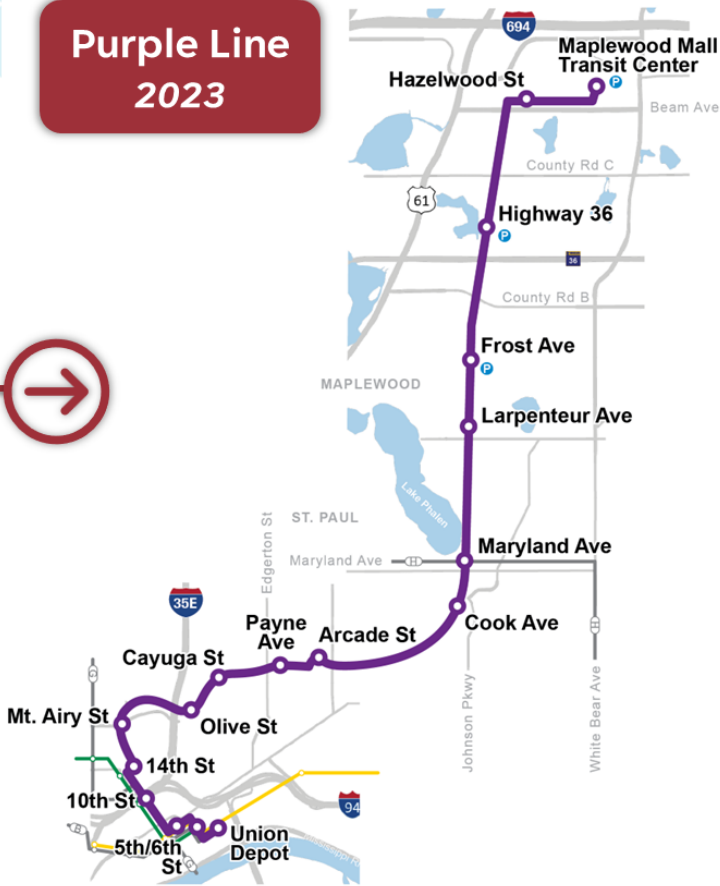 Purple Line
2023
694
Maplewood Mall
Transit Center
P
Hazelwood St
Beam Ave
County Rd C
61
Highway 36
P
36
County Rd B
Frost Ave
P
MAPLEWOOD
Larpenteur Ave
Lake Phalen
ST. PAUL
Edgerton St
Maryland Ave
H
Maryland Ave
35E
Payne
Ave
Arcade St
Cook Ave
H
Cayuga St
G
Mt. Airy St
Olive St
Johnson Pkwy
White Bear Ave
14th St
10th St
94
5th/6th
St
Union
Depot